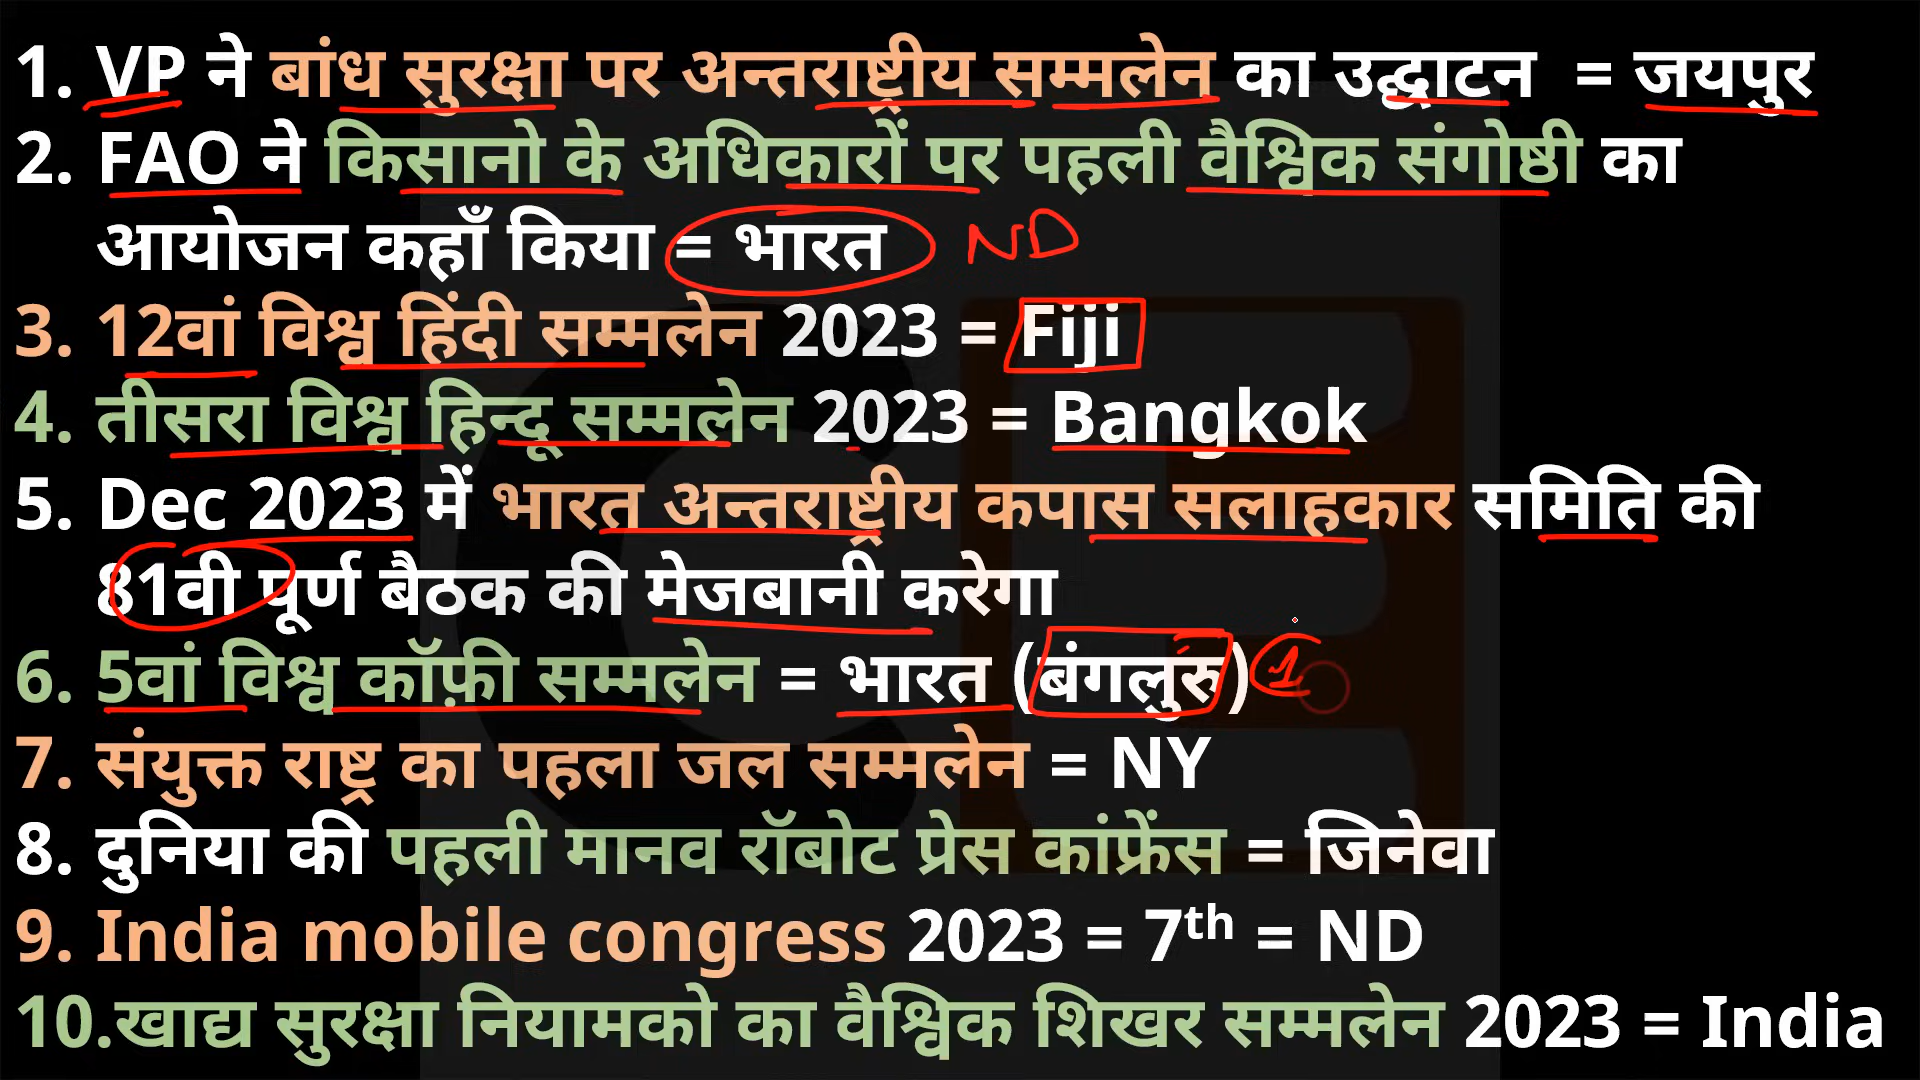 1. VP ने बांध सुरक्षा पर अन्तराष्ट्रीय सम्मलेन का उद्घाटन = जयपुर
2. FAO ने किसानो के अधिकारों पर पहली वैश्विक संगोष्ठी का
आयोजन कहाँ किया = भारत ND
3. 12वां विश्व हिंदी सम्मलेन 2023 = Fiji
4. तीसरा विश्व हिन्दू सम्मलेन 2023 = Bangkok
5. Dec 2023 में भारत अन्तराष्ट्रीय कपास सलाहकार समिति की
81वी पूर्ण बैठक की मेजबानी करेगा
6. 5वां विश्व कॉफ़ी सम्मलेन = भारत (बंगलुरु) 1
7. संयुक्त राष्ट्र का पहला जल सम्मलेन = NY
8. दुनिया की पहली मानव रॉबोट प्रेस कांफ्रेंस = जिनेवा
9. India mobile congress 2023 = 7th = ND
10.खाद्य सुरक्षा नियामको का वैश्विक शिखर सम्मलेन 2023 = India